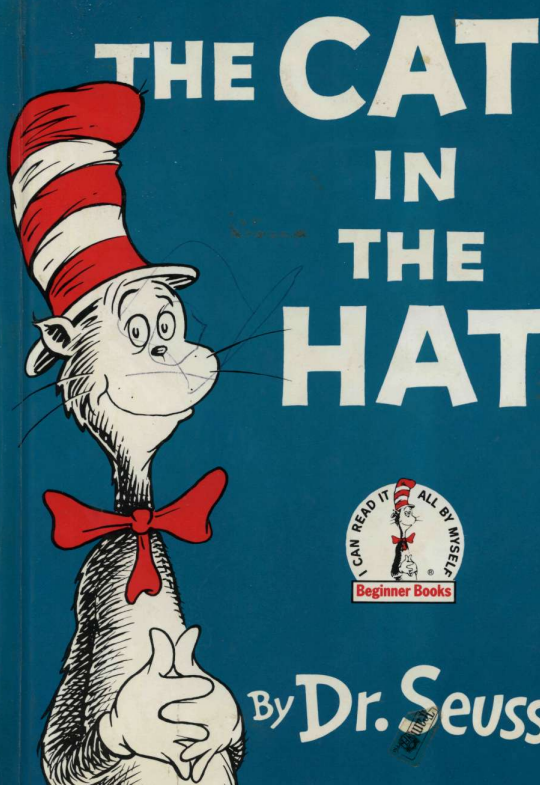 THE CAT
IN
THE
HAT
I CAN READ IT ALL BY MYSELF
®
Beginner Books
By Dr. Seuss